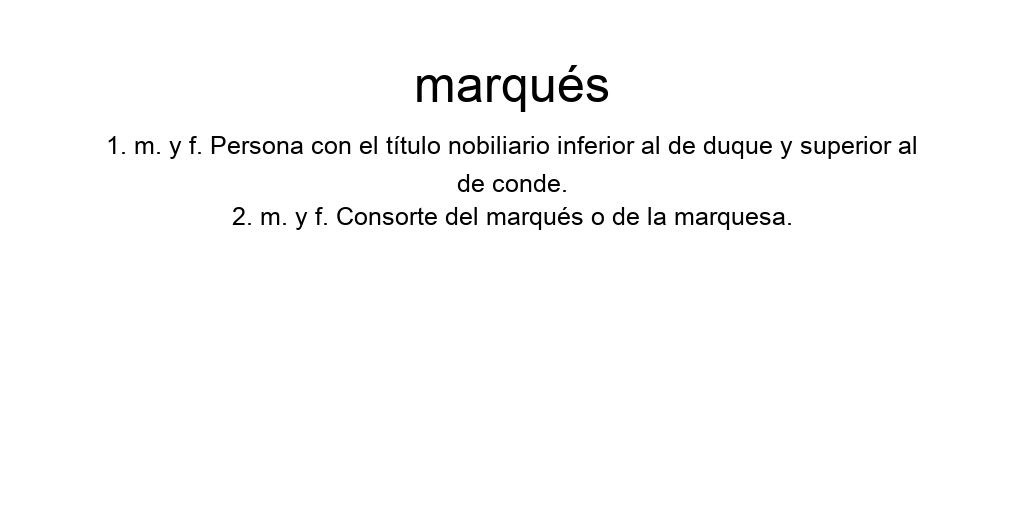 marqués
1. m. y f. Persona con el título nobiliario inferior al de duque y superior al
de conde.
2. m. y f. Consorte del marqués o de la marquesa.